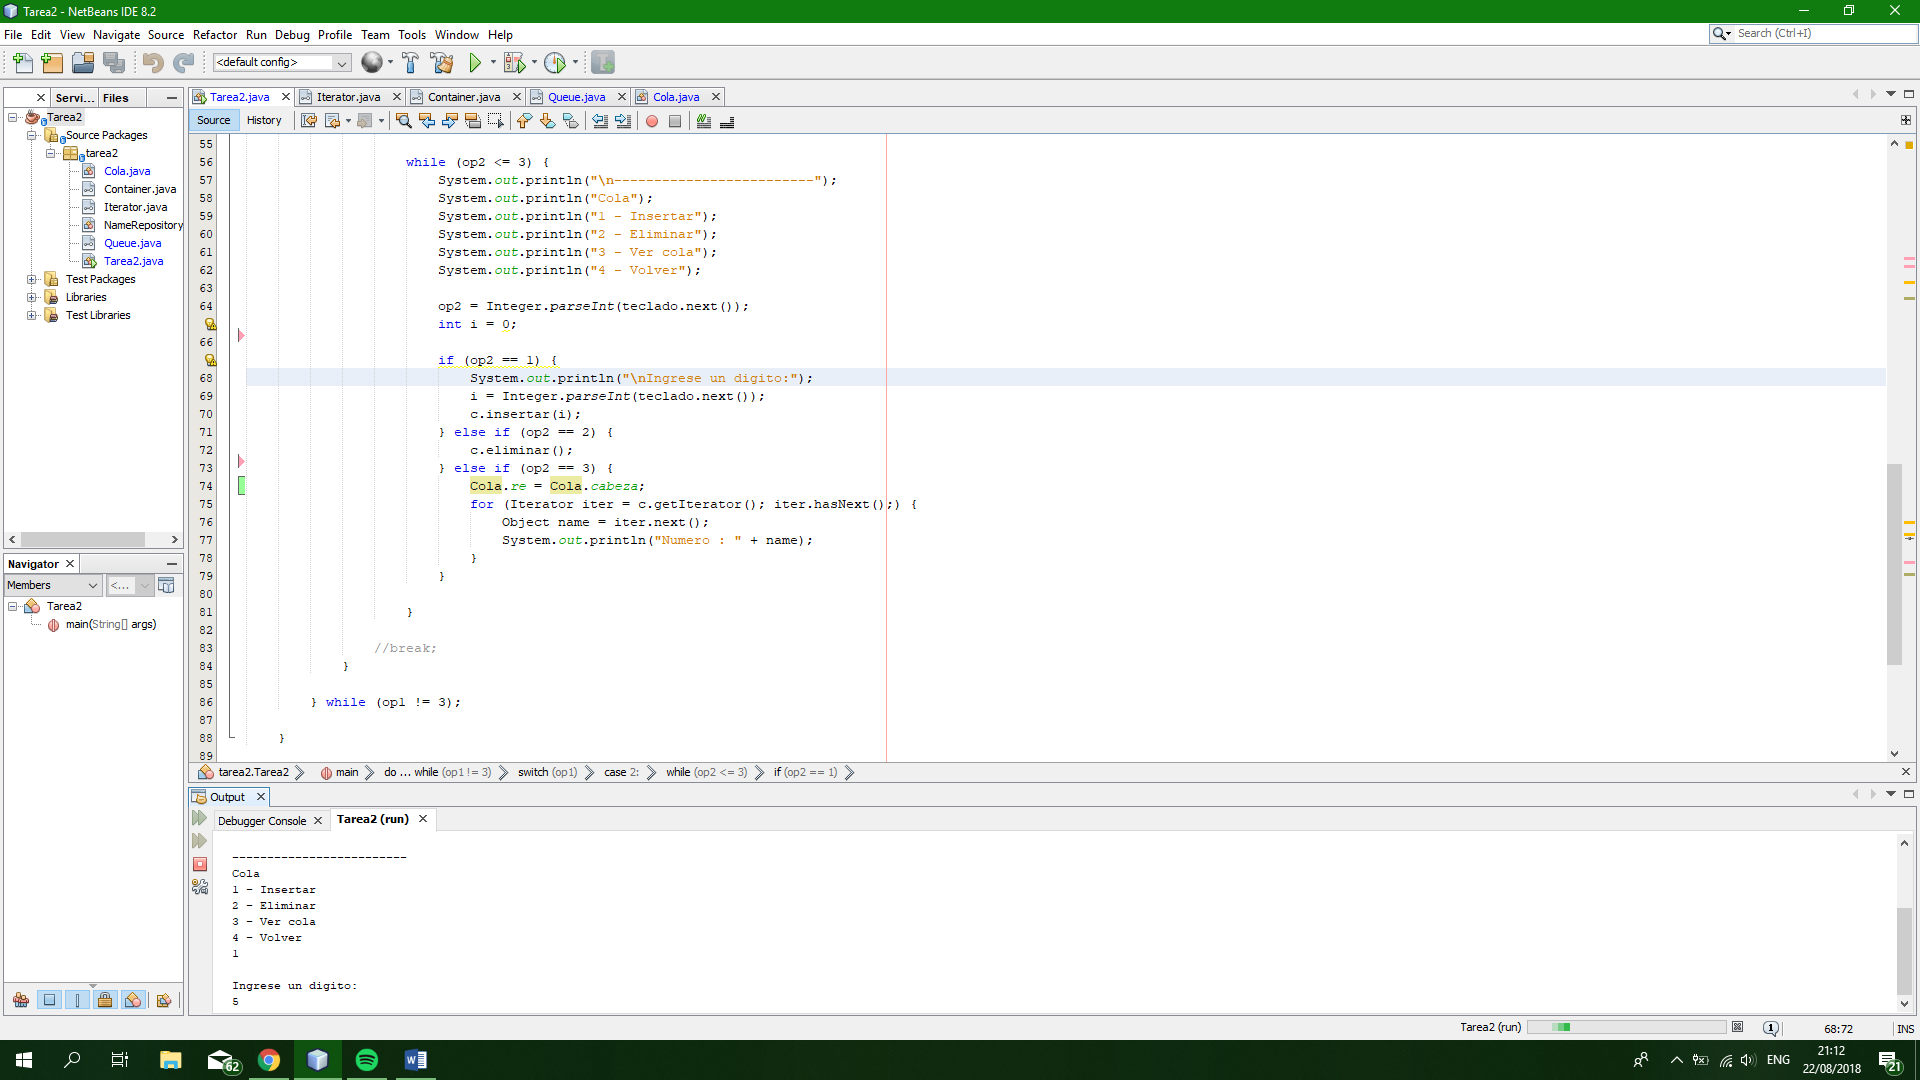 Tarea2 - NetBeans IDE 8.2
File Edit View Navigate Source Refactor Run Debug Profile Team Tools Window Help
Search (Ctrl+I)
<default config>
Servi... Files
Tarea2.java Iterator.java Container.java Queue.java Cola.java
Source History
Tarea2
Source Packages
tarea2
Cola.java
Container.java
Iterator.java
NameRepository
Queue.java
Tarea2.java
Test Packages
Libraries
Test Libraries
Navigator
Members <...
Tarea2
main(String[] args)
55
56 while (op2 <= 3) {
57 System.out.println("\n-------------------------");
58 System.out.println("Cola");
59 System.out.println("1 - Insertar");
60 System.out.println("2 - Eliminar");
61 System.out.println("3 - Ver cola");
62 System.out.println("4 - Volver");
63
64 op2 = Integer.parseInt(teclado.next());
int i = 0;
66
if (op2 == 1) {
68 System.out.println("\nIngrese un digito:");
69 i = Integer.parseInt(teclado.next());
70 c.insertar(i);
71 } else if (op2 == 2) {
72 c.eliminar();
73 } else if (op2 == 3) {
74 Cola.re = Cola.cabeza;
75 for (Iterator iter = c.getIterator(); iter.hasNext();) {
76 Object name = iter.next();
77 System.out.println("Numero : " + name);
78 }
79 }
80
81 }
82
83 //break;
84 }
85
86 } while (op1 != 3);
87
88 }
89
tarea2.Tarea2 main do ... while (op1 != 3) switch (op1) case 2: while (op2 <= 3) if (op2 == 1)
Output
Debugger Console Tarea2 (run)
-------------------------
Cola
1 - Insertar
2 - Eliminar
3 - Ver cola
4 - Volver
1
Ingrese un digito:
5
Tarea2 (run) 1 68:72 INS
62
ENG
21:12
22/08/2018
21